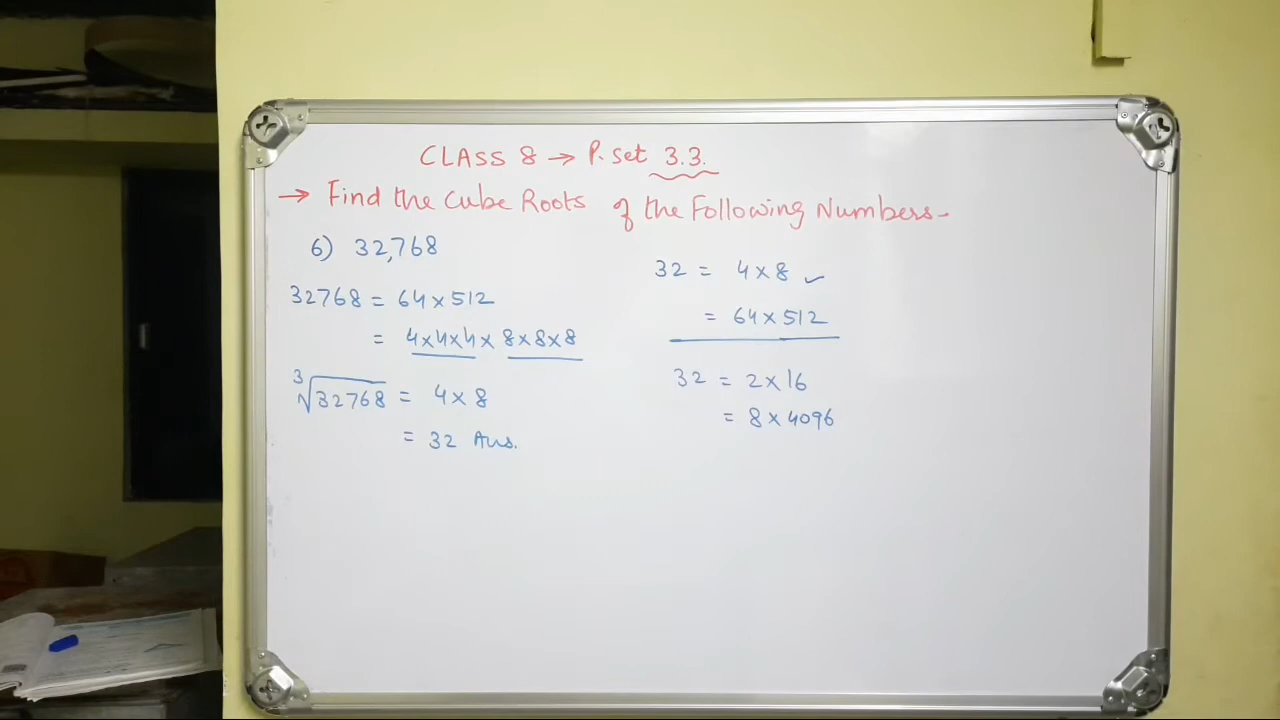 CLASS 8 → P. Set 3.3.
→ Find the Cube Roots of the Following Numbers.
6) 32,768
32768 = 64 × 512
= 4×4×4 × 8×8×8
∛32768 = 4 × 8
= 32 Ans.
32 = 4 × 8 ✓
= 64 × 512
32 = 2 × 16
= 8 × 4096